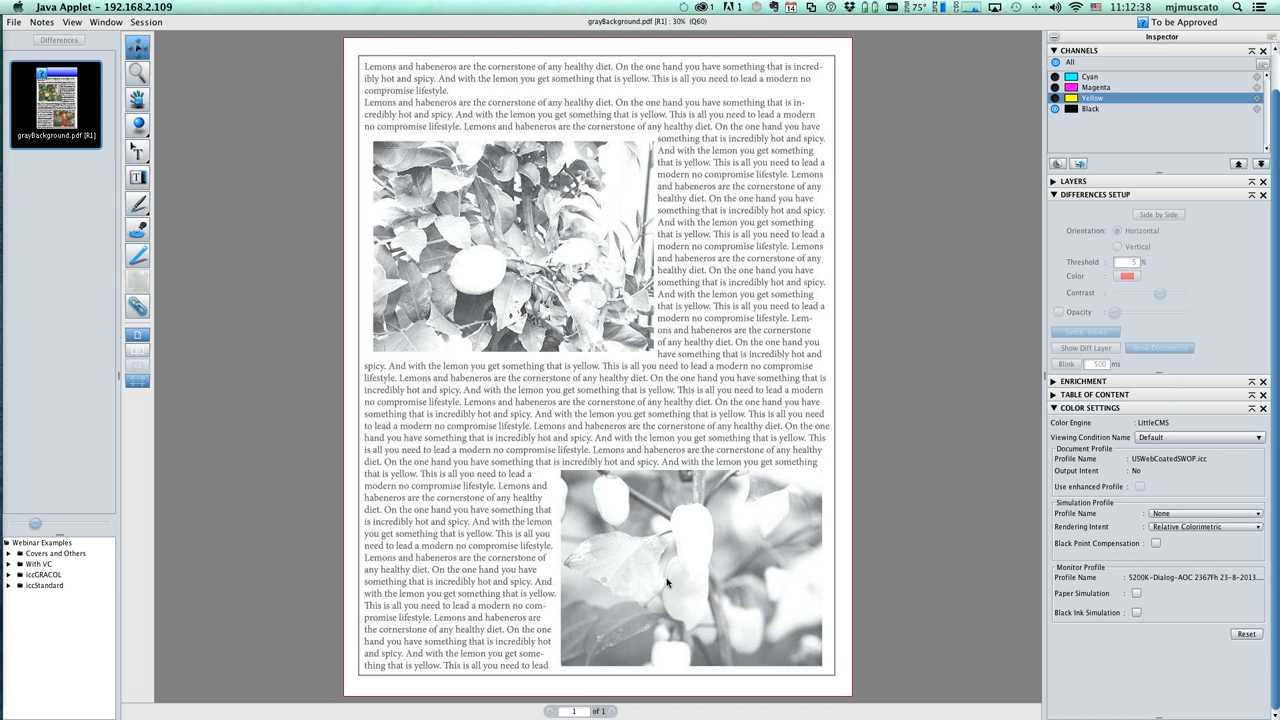 Java Applet - 192.168.2.109
1
14
75°
11:12:38
mjmuscato
File
Notes
View
Window
Session
grayBackground.pdf [R1] : 30% (Q60)
To be Approved
Differences
grayBackground.pdf [R1]
Webinar Examples
Covers and Others
With VC
iccGRACOL
iccStandard
Lemons and habeneros are the cornerstone of any healthy diet. On the one hand you have something that is incred-
ibly hot and spicy. And with the lemon you get something that is yellow. This is all you need to lead a modern no
compromise lifestyle.
Lemons and habeneros are the cornerstone of any healthy diet. On the one hand you have something that is in-
credibly hot and spicy. And with the lemon you get something that is yellow. This is all you need to lead a modern
no compromise lifestyle. Lemons and habeneros are the cornerstone of any healthy diet. On the one hand you have
something that is incredibly hot and spicy.
And with the lemon you get something
that is yellow. This is all you need to lead a
modern no compromise lifestyle. Lemons
and habeneros are the cornerstone of any
healthy diet. On the one hand you have
something that is incredibly hot and spicy.
And with the lemon you get something
that is yellow. This is all you need to lead a
modern no compromise lifestyle. Lemons
and habeneros are the cornerstone of any
healthy diet. On the one hand you have
something that is incredibly hot and spicy.
And with the lemon you get something
that is yellow. This is all you need to lead a
modern no compromise lifestyle. Lem-
ons and habeneros are the cornerstone
of any healthy diet. On the one hand you
have something that is incredibly hot and
spicy. And with the lemon you get something that is yellow. This is all you need to lead a modern no compromise
lifestyle. Lemons and habeneros are the cornerstone of any healthy diet. On the one hand you have something that is
incredibly hot and spicy. And with the lemon you get something that is yellow. This is all you need to lead a modern
no compromise lifestyle. Lemons and habeneros are the cornerstone of any healthy diet. On the one hand you have
something that is incredibly hot and spicy. And with the lemon you get something that is yellow. This is all you need
to lead a modern no compromise lifestyle. Lemons and habeneros are the cornerstone of any healthy diet. On the one
hand you have something that is incredibly hot and spicy. And with the lemon you get something that is yellow. This
is all you need to lead a modern no compromise lifestyle. Lemons and habeneros are the cornerstone of any healthy
diet. On the one hand you have something that is incredibly hot and spicy. And with the lemon you get something
that is yellow. This is all you need to lead a
modern no compromise lifestyle. Lemons and
habeneros are the cornerstone of any healthy
diet. On the one hand you have something that
is incredibly hot and spicy. And with the lemon
you get something that is yellow. This is all you
need to lead a modern no compromise lifestyle.
Lemons and habeneros are the cornerstone of
any healthy diet. On the one hand you have
something that is incredibly hot and spicy. And
with the lemon you get something that is yellow.
This is all you need to lead a modern no com-
promise lifestyle. Lemons and habeneros are
the cornerstone of any healthy diet. On the one
hand you have something that is incredibly hot
and spicy. And with the lemon you get some-
thing that is yellow. This is all you need to lead
1
of 1
Inspector
CHANNELS
All
Cyan
Magenta
Yellow
Black
LAYERS
DIFFERENCES SETUP
Side by Side
Orientation:
Horizontal
Vertical
Threshold
5
%
Color
Contrast
Opacity
Synch. Views
Show Diff Layer
Show Documents
Blink
500
ms
ENRICHMENT
TABLE OF CONTENT
COLOR SETTINGS
Color Engine
: LittleCMS
Viewing Condition Name
Default
Document Profile
Profile Name
: USWebCoatedSWOP.icc
Output Intent
: No
Use enhanced Profile :
Simulation Profile
Profile Name
:
None
Rendering Intent
:
Relative Colorimetric
Black Point Compensation :
Monitor Profile
Profile Name
: 5200K-Dialog-AOC 2367Fh 23-8-2013....
Paper Simulation
:
Black Ink Simulation :
Reset